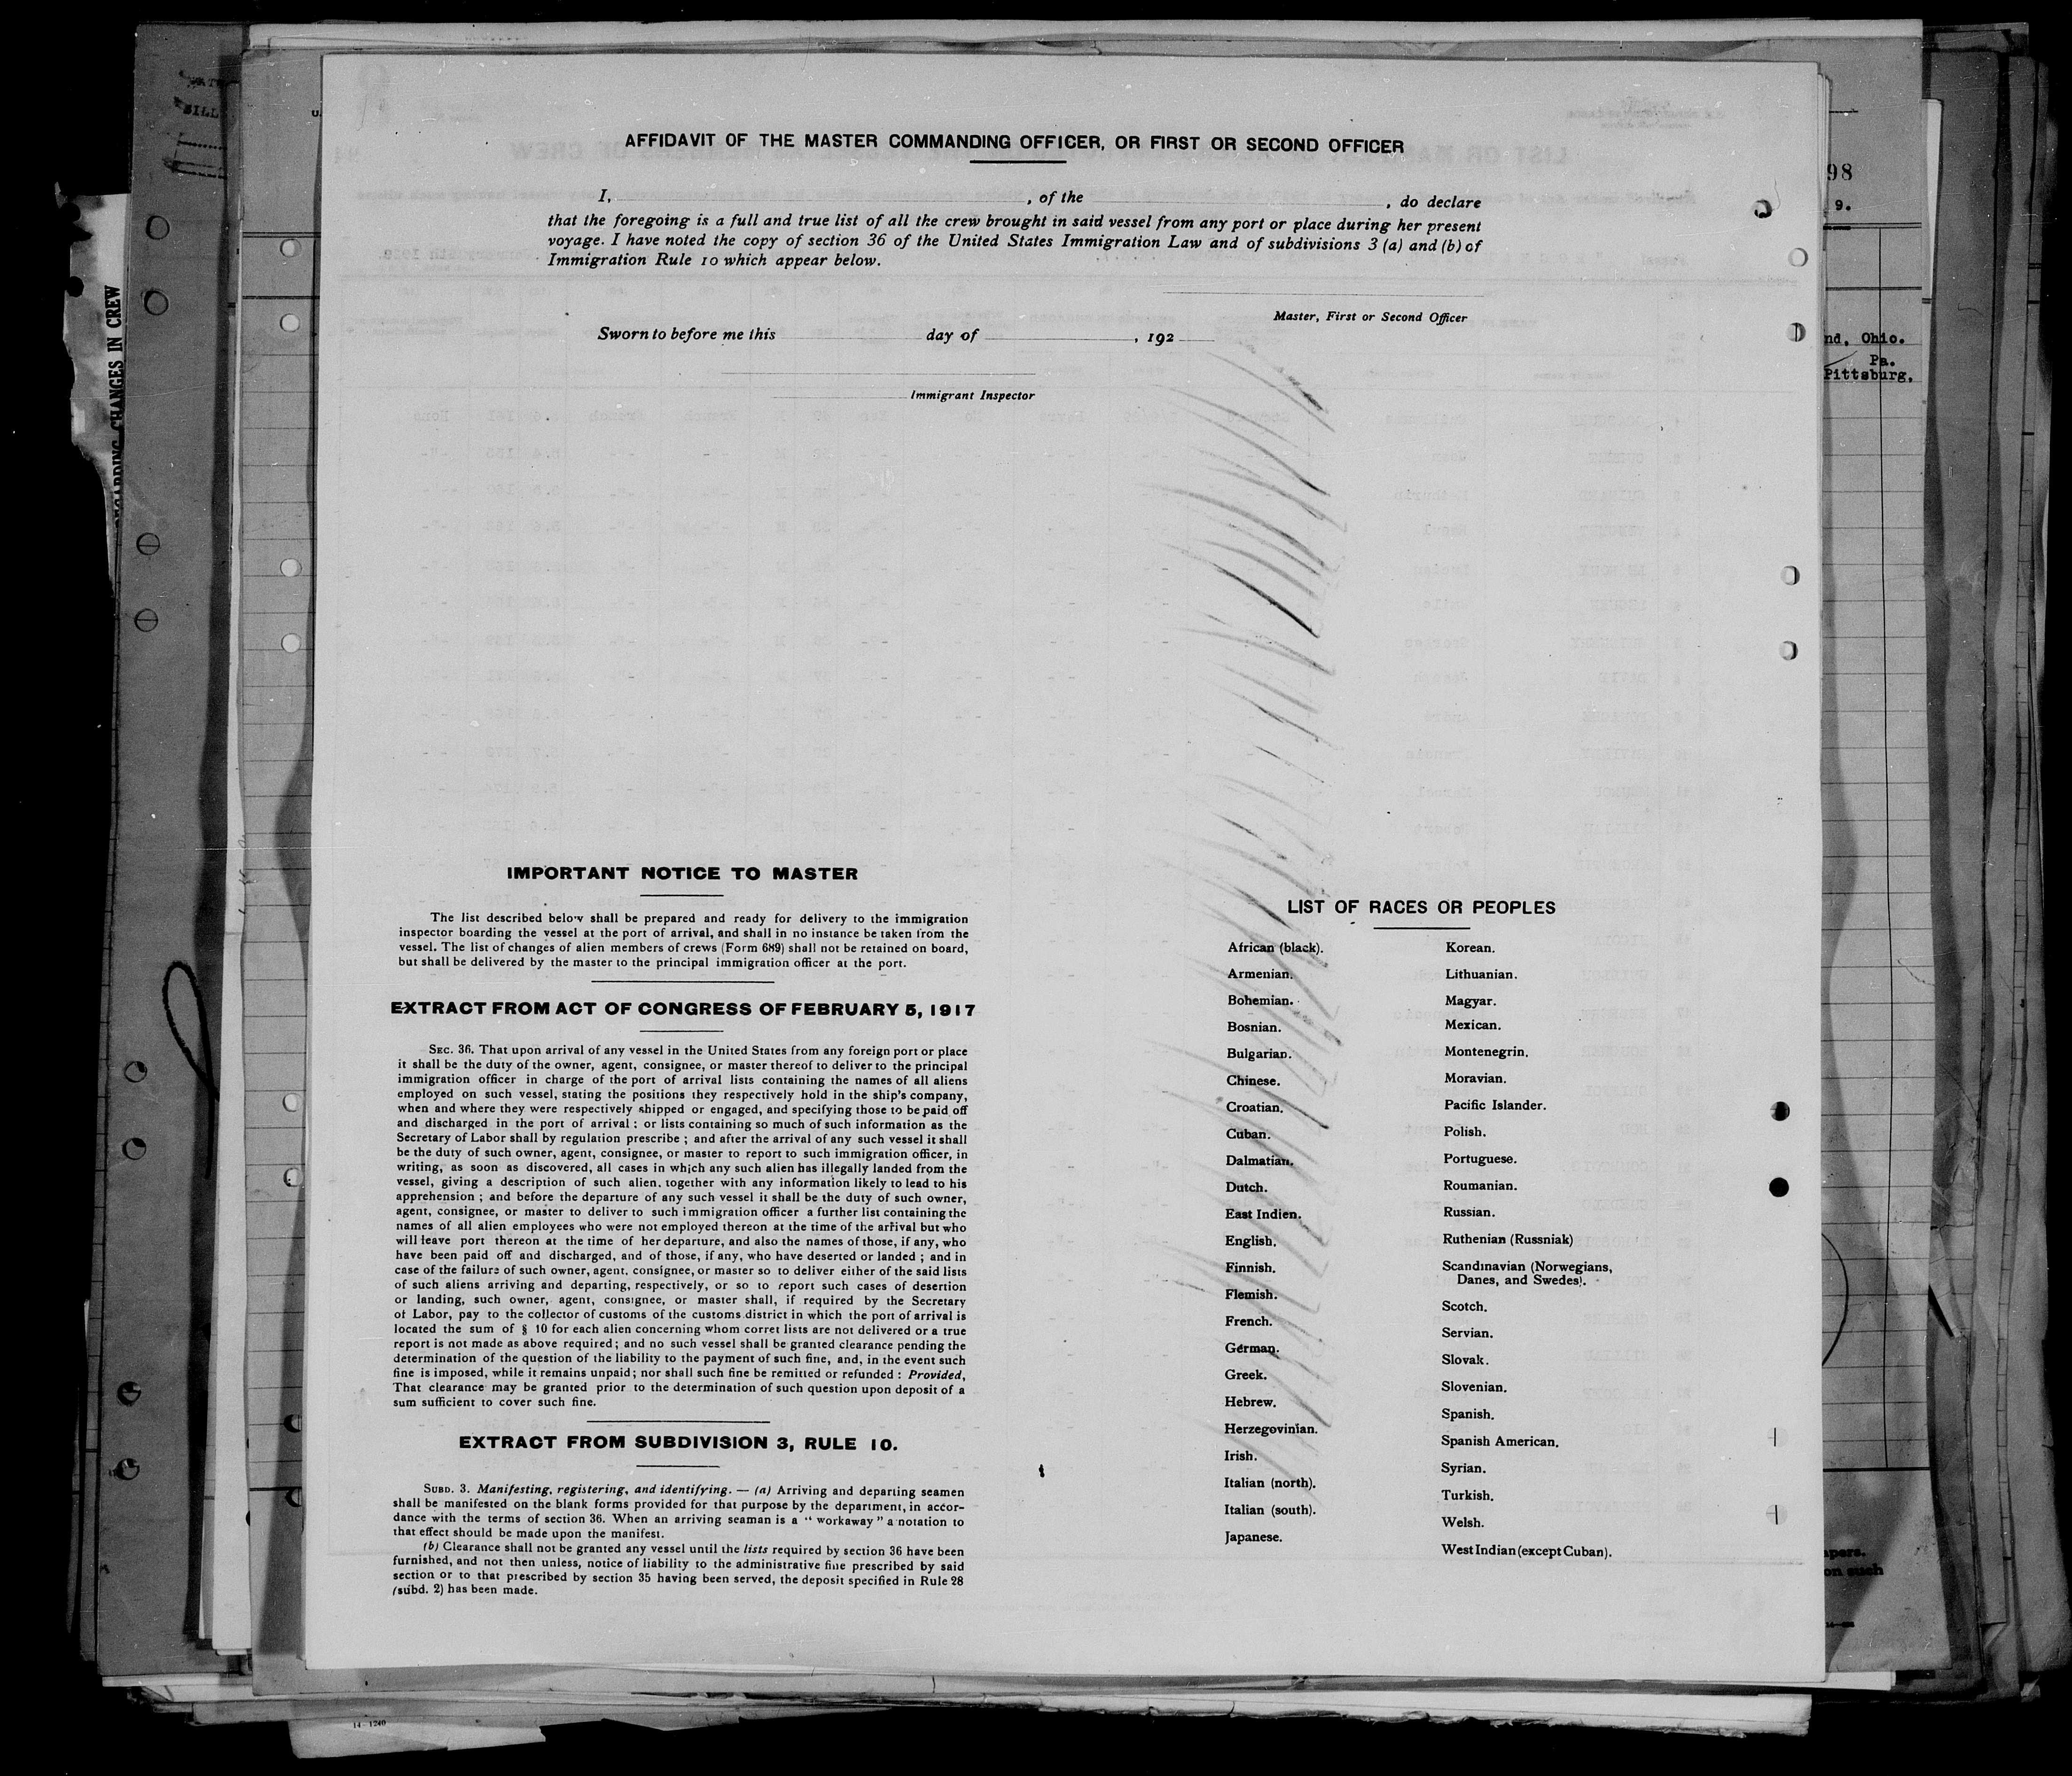 AFFIDAVIT OF THE MASTER COMMANDING OFFICER, OR FIRST OR SECOND OFFICER
I, , of the , do declare
that the foregoing is a full and true list of all the crew brought in said vessel from any port or place during her present
voyage. I have noted the copy of section 36 of the United States Immigration Law and of subdivisions 3 (a) and (b) of
Immigration Rule 10 which appear below.
Master, First or Second Officer
Sworn to before me this day of , 192
Immigrant Inspector
IMPORTANT NOTICE TO MASTER
The list described below shall be prepared and ready for delivery to the immigration
inspector boarding the vessel at the port of arrival, and shall in no instance be taken from the
vessel. The list of changes of alien members of crews (Form 689) shall not be retained on board,
but shall be delivered by the master to the principal immigration officer at the port.
EXTRACT FROM ACT OF CONGRESS OF FEBRUARY 5, 1917
SEC. 36. That upon arrival of any vessel in the United States from any foreign port or place
it shall be the duty of the owner, agent, consignee, or master thereof to deliver to the principal
immigration officer in charge of the port of arrival lists containing the names of all aliens
employed on such vessel, stating the positions they respectively hold in the ship's company,
when and where they were respectively shipped or engaged, and specifying those to be paid off
and discharged in the port of arrival : or lists containing so much of such information as the
Secretary of Labor shall by regulation prescribe ; and after the arrival of any such vessel it shall
be the duty of such owner, agent, consignee, or master to report to such immigration officer, in
writing, as soon as discovered, all cases in which any such alien has illegally landed from the
vessel, giving a description of such alien, together with any information likely to lead to his
apprehension ; and before the departure of any such vessel it shall be the duty of such owner,
agent, consignee, or master to deliver to such immigration officer a further list containing the
names of all alien employees who were not employed thereon at the time of the arrival but who
will leave port thereon at the time of her departure, and also the names of those, if any, who
have been paid off and discharged, and of those, if any, who have deserted or landed ; and in
case of the failure of such owner, agent, consignee, or master so to deliver either of the said lists
of such aliens arriving and departing, respectively, or so to report such cases of desertion
or landing, such owner, agent, consignee, or master shall, if required by the Secretary
of Labor, pay to the collector of customs of the customs district in which the port of arrival is
located the sum of § 10 for each alien concerning whom corret lists are not delivered or a true
report is not made as above required ; and no such vessel shall be granted clearance pending the
determination of the question of the liability to the payment of such fine, and, in the event such
fine is imposed, while it remains unpaid ; nor shall such fine be remitted or refunded : Provided,
That clearance may be granted prior to the determination of such question upon deposit of a
sum sufficient to cover such fine.
EXTRACT FROM SUBDIVISION 3, RULE 10.
SUBD. 3. Manifesting, registering, and identifying. — (a) Arriving and departing seamen
shall be manifested on the blank forms provided for that purpose by the department, in accor-
dance with the terms of section 36. When an arriving seaman is a " workaway " a notation to
that effect should be made upon the manifest.
(b) Clearance shall not be granted any vessel until the lists required by section 36 have been
furnished, and not then unless, notice of liability to the administrative fine prescribed by said
section or to that prescribed by section 35 having been served, the deposit specified in Rule 28
(subd. 2) has been made.
LIST OF RACES OR PEOPLES
African (black).
Armenian.
Bohemian.
Bosnian.
Bulgarian.
Chinese.
Croatian.
Cuban.
Dalmatian.
Dutch.
East Indien.
English.
Finnish.
Flemish.
French.
German.
Greek.
Hebrew.
Herzegovinian.
Irish.
Italian (north).
Italian (south).
Japanese.
Korean.
Lithuanian.
Magyar.
Mexican.
Montenegrin.
Moravian.
Pacific Islander.
Polish.
Portuguese.
Roumanian.
Russian.
Ruthenian (Russniak)
Scandinavian (Norwegians,
Danes, and Swedes).
Scotch.
Servian.
Slovak.
Slovenian.
Spanish.
Spanish American.
Syrian.
Turkish.
Welsh.
West Indian (except Cuban).
98
9.
nd, Ohio.
Pa.
Pittsburg,
on such
CHANGES IN CREW
14-1240